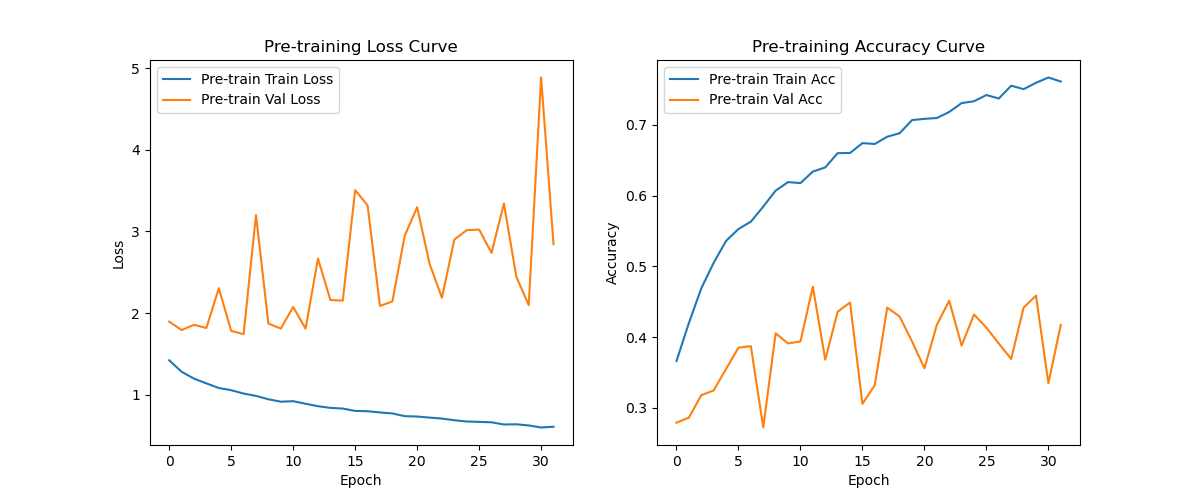 Pre-training Loss Curve
Pre-train Train Loss
Pre-train Val Loss
5
4
3
2
1
Loss
0 5 10 15 20 25 30
Epoch
Pre-training Accuracy Curve
Pre-train Train Acc
Pre-train Val Acc
0.7
0.6
0.5
0.4
0.3
Accuracy
0 5 10 15 20 25 30
Epoch